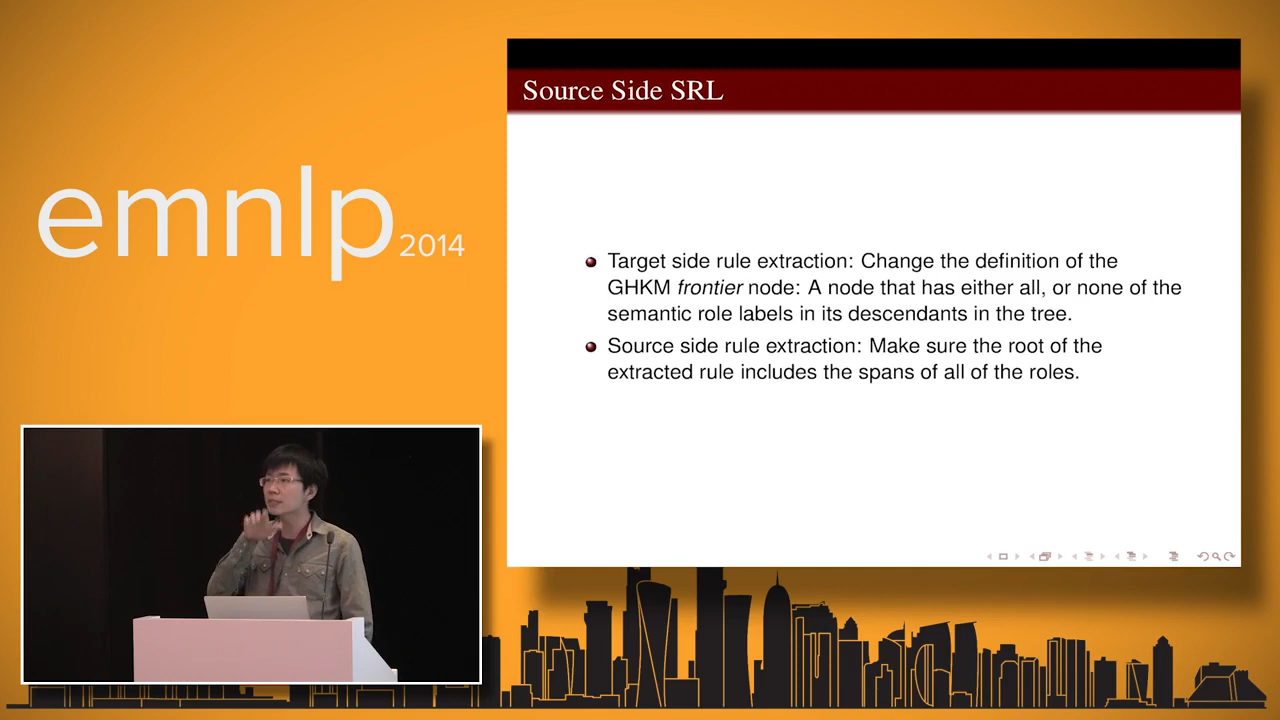 emnlp 2014
Source Side SRL
Target side rule extraction: Change the definition of the
GHKM frontier node: A node that has either all, or none of the
semantic role labels in its descendants in the tree.
Source side rule extraction: Make sure the root of the
extracted rule includes the spans of all of the roles.